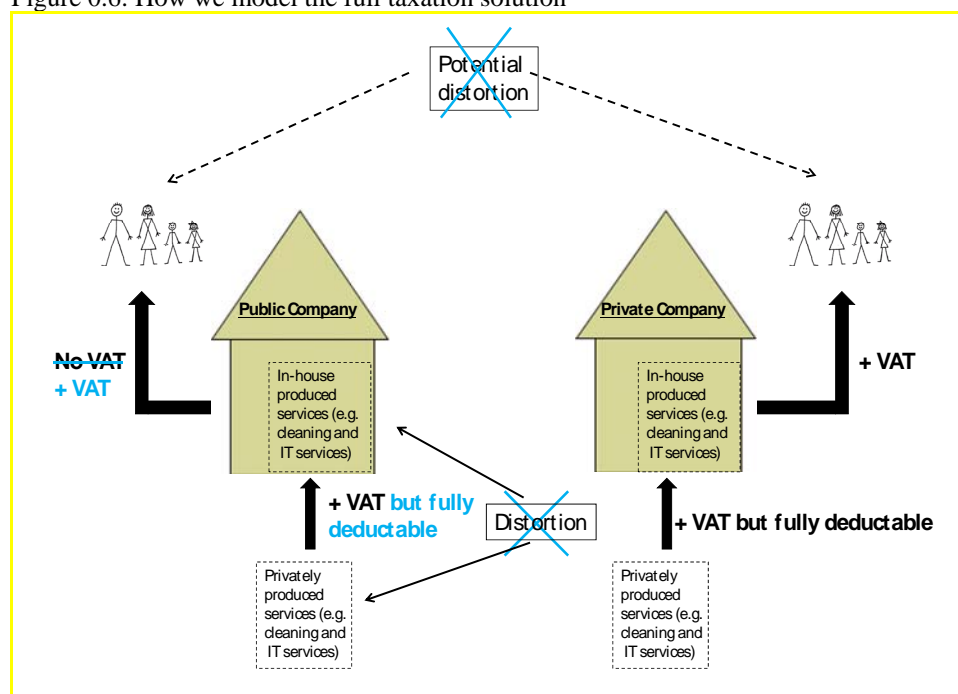 Figure 0.6: How we model the full taxation solution
Potential
distortion
Public Company
Private Company
No VAT
+ VAT
+ VAT
In-house
produced
services (e.g.
cleaning and
IT services)
In-house
produced
services (e.g.
cleaning and
IT services)
+ VAT but fully
deductable
Distortion
+ VAT but fully deductable
Privately
produced
services (e.g.
cleaning and
IT services)
Privately
produced
services (e.g.
cleaning and
IT services)